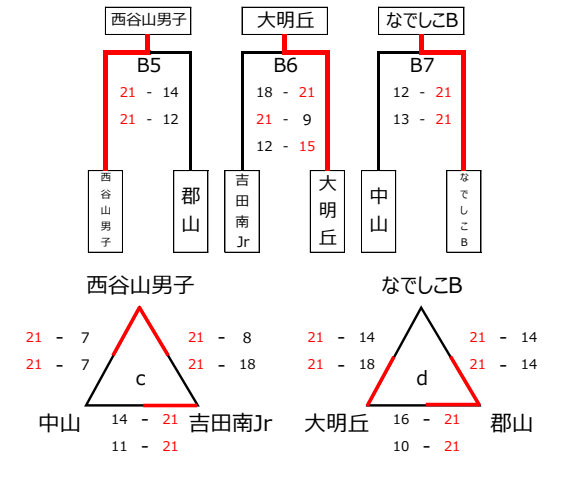 西谷山男子 大明丘 なでしこB
B5 B6 B7
21 - 14 18 - 21 12 - 21
21 - 12 21 - 9 13 - 21
12 - 15
西谷山男子 郡山 吉田南Jr 大明丘 中山 なでしこB
西谷山男子 なでしこB
21 - 7 21 - 8 21 - 14 21 - 14
21 - 7 21 - 18 21 - 18 21 - 14
c d
中山 14 - 21 吉田南Jr 大明丘 16 - 21 郡山
11 - 21 10 - 21